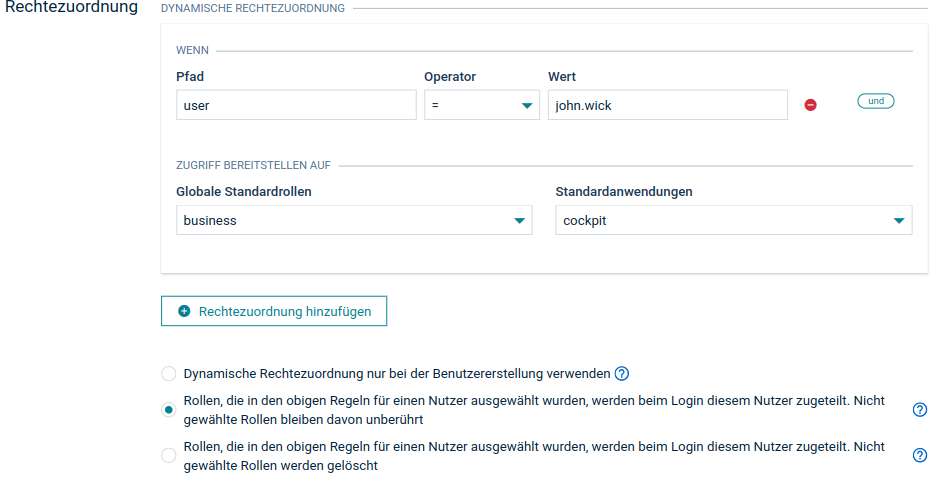 Rechtezuordnung
DYNAMISCHE RECHTEZUORDNUNG
WENN
Pfad Operator Wert
user = john.wick und
ZUGRIFF BEREITSTELLEN AUF
Globale Standardrollen Standardanwendungen
business cockpit
Rechtezuordnung hinzufügen
Dynamische Rechtezuordnung nur bei der Benutzererstellung verwenden ?
Rollen, die in den obigen Regeln für einen Nutzer ausgewählt wurden, werden beim Login diesem Nutzer zugeteilt. Nicht
gewählte Rollen bleiben davon unberührt ?
Rollen, die in den obigen Regeln für einen Nutzer ausgewählt wurden, werden beim Login diesem Nutzer zugeteilt. Nicht
gewählte Rollen werden gelöscht ?